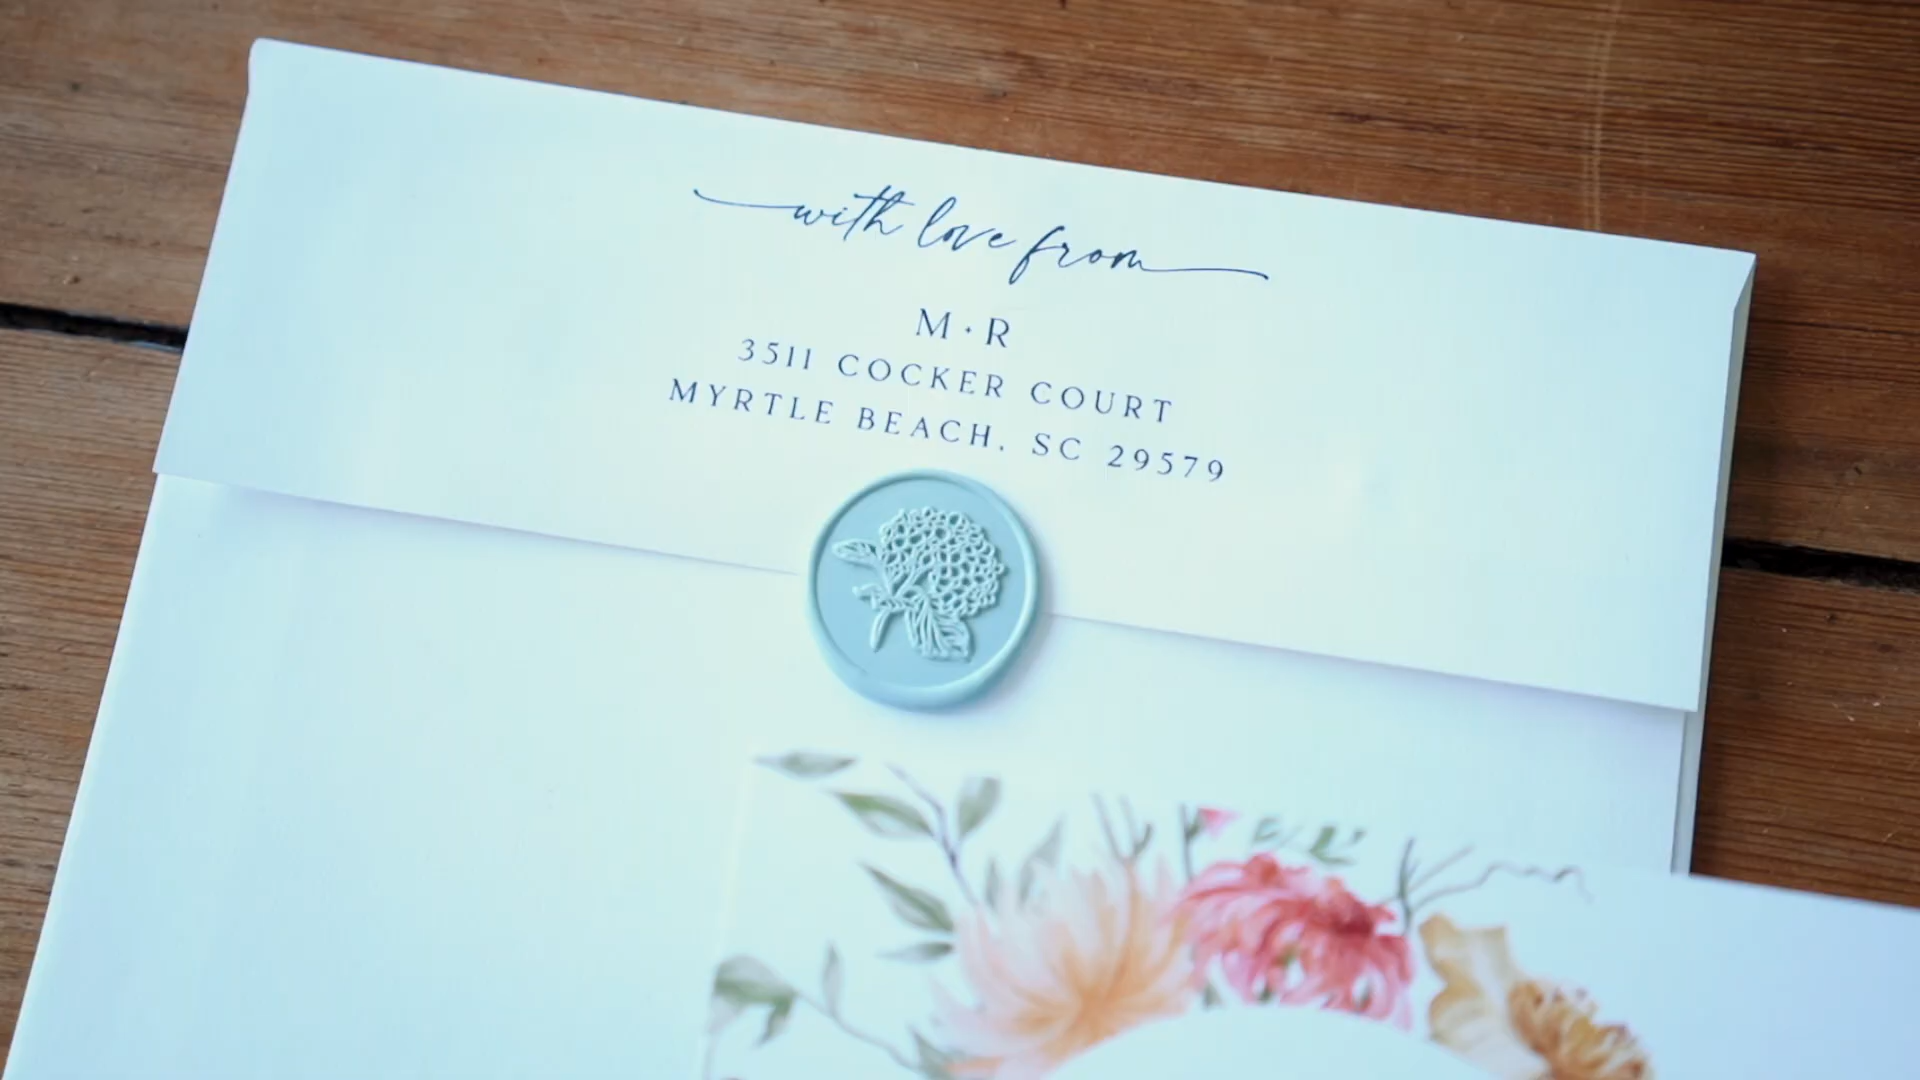 with love from
M · R
3511 COCKER COURT
MYRTLE BEACH, SC 29579